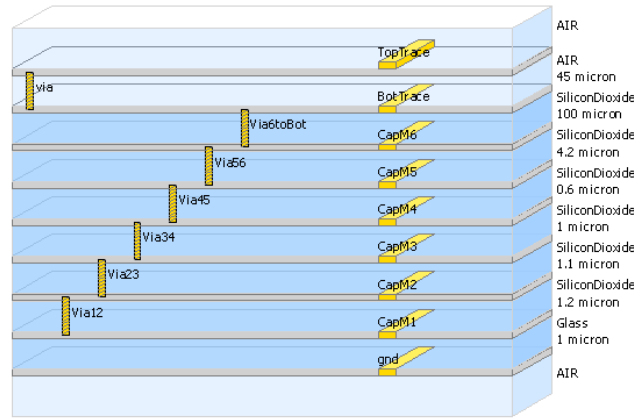 AIR
TopTrace
AIR
45 micron
via
BotTrace
SiliconDioxide
100 micron
Via6toBot
CapM6
SiliconDioxide
4.2 micron
Via56
CapM5
SiliconDioxide
0.6 micron
Via45
CapM4
SiliconDioxide
1 micron
Via34
CapM3
SiliconDioxide
1.1 micron
Via23
CapM2
SiliconDioxide
1.2 micron
Via12
CapM1
Glass
1 micron
gnd
AIR